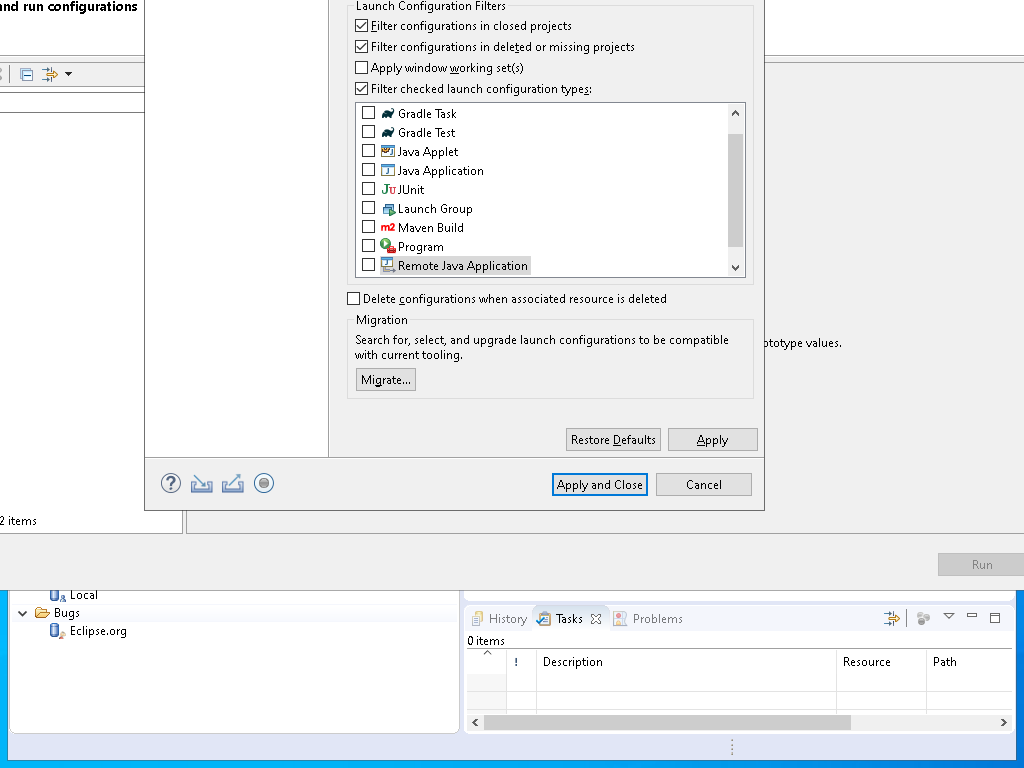 and run configurations
Launch Configuration Filters
Filter configurations in closed projects
Filter configurations in deleted or missing projects
Apply window working set(s)
Filter checked launch configuration types:
Gradle Task
Gradle Test
Java Applet
Java Application
Ju JUnit
Launch Group
m2 Maven Build
Program
Remote Java Application
Delete configurations when associated resource is deleted
Migration
Search for, select, and upgrade launch configurations to be compatible
with current tooling.
ototype values.
Migrate...
Restore Defaults
Apply
Apply and Close
Cancel
2 items
Run
Local
Bugs
Eclipse.org
History
Tasks
Problems
0 items
!
Description
Resource
Path